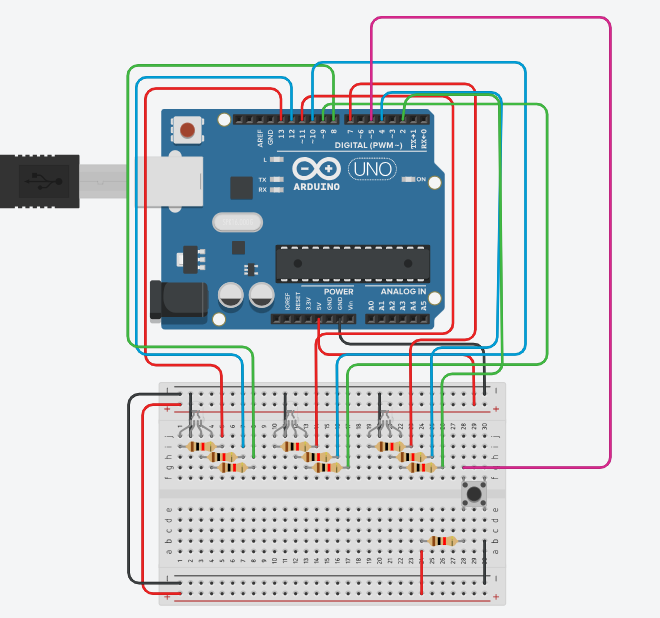 AREF
GND
13
12
~11
~10
~9
8
7
~6
~5
4
~3
2
TX→1
RX←0
DIGITAL (PWM~)
L
TX
RX
ARDUINO
UNO
ON
POWER
ANALOG IN
IOREF
RESET
3.3V
5V
GND
GND
Vin
A0
A1
A2
A3
A4
A5
j
i
h
g
f
e
d
c
b
a